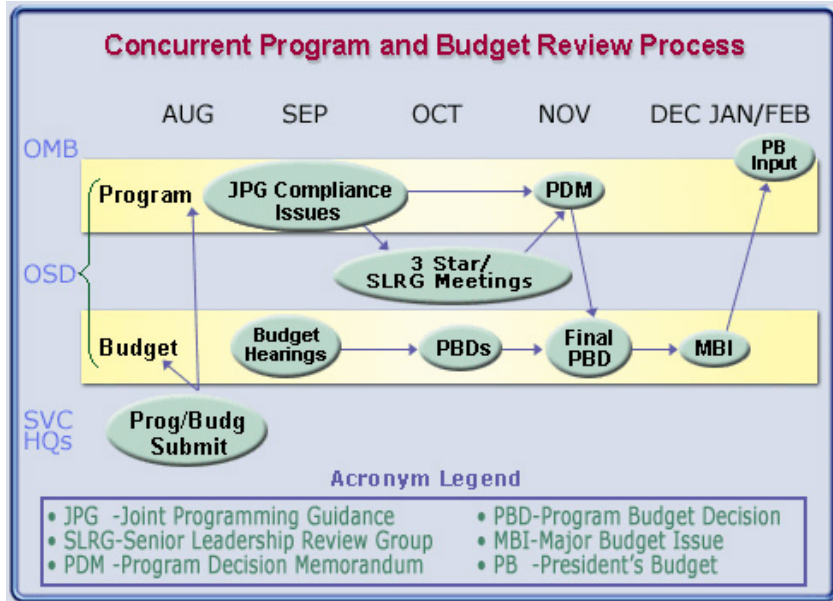 Concurrent Program and Budget Review Process
AUG SEP OCT NOV DEC JAN/FEB
OMB
PB
Input
Program
JPG Compliance
Issues
PDM
OSD
3 Star/
SLRG Meetings
Budget
Budget
Hearings
PBDs
Final
PBD
MBI
SVC
HQs
Prog/Budg
Submit
Acronym Legend
• JPG -Joint Programming Guidance
• SLRG-Senior Leadership Review Group
• PDM -Program Decision Memorandum
• PBD-Program Budget Decision
• MBI-Major Budget Issue
• PB -President's Budget